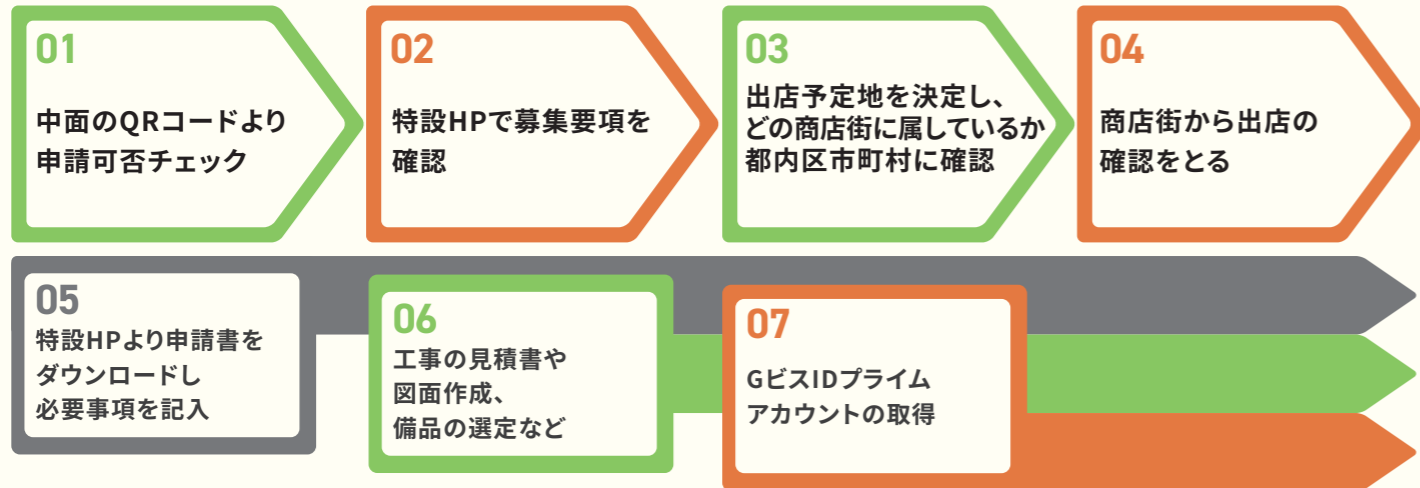 01
中面のQRコードより
申請可否チェック
02
特設HPで募集要項を
確認
03
出店予定地を決定し、
どの商店街に属しているか
都内区市町村に確認
04
商店街から出店の
確認をとる
05
特設HPより申請書を
ダウンロードし
必要事項を記入
06
工事の見積書や
図面作成、
備品の選定など
07
GビスIDプライム
アカウントの取得